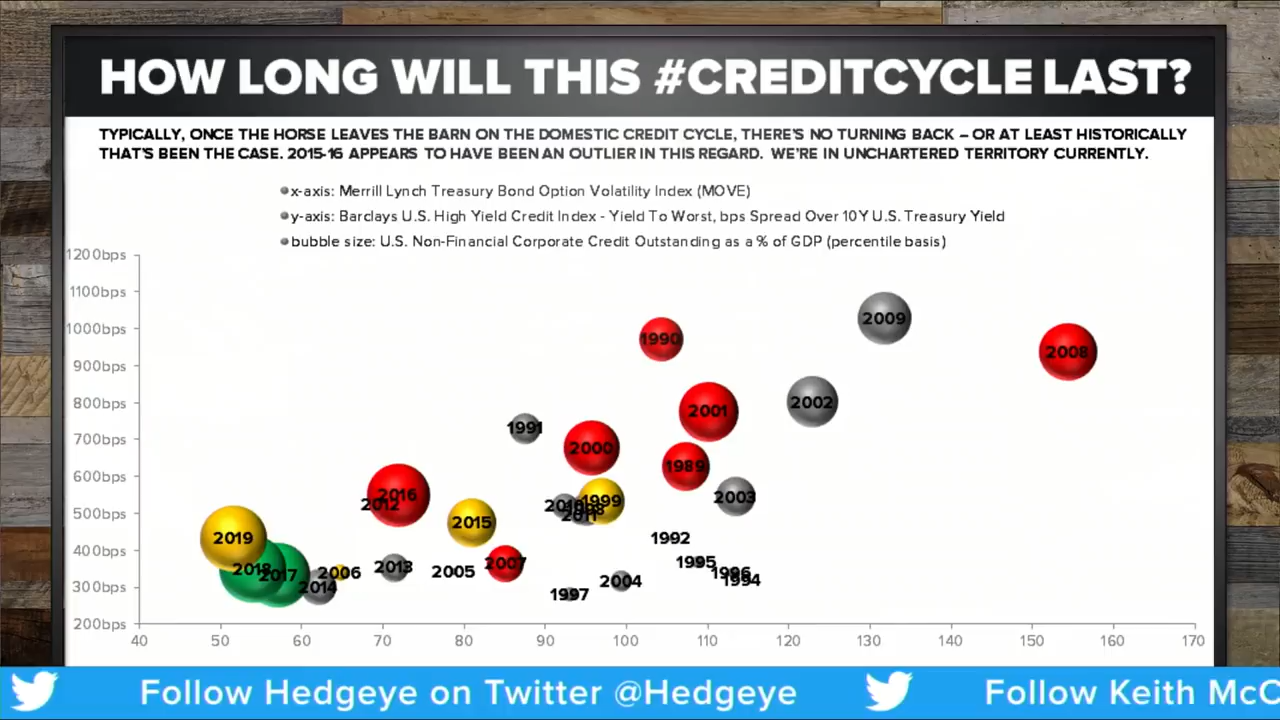 HOW LONG WILL THIS #CREDITCYCLE LAST?
TYPICALLY, ONCE THE HORSE LEAVES THE BARN ON THE DOMESTIC CREDIT CYCLE, THERE'S NO TURNING BACK – OR AT LEAST HISTORICALLY
THAT'S BEEN THE CASE. 2015-16 APPEARS TO HAVE BEEN AN OUTLIER IN THIS REGARD. WE'RE IN UNCHARTERED TERRITORY CURRENTLY.
x-axis: Merrill Lynch Treasury Bond Option Volatility Index (MOVE)
y-axis: Barclays U.S. High Yield Credit Index - Yield To Worst, bps Spread Over 10Y U.S. Treasury Yield
bubble size: U.S. Non-Financial Corporate Credit Outstanding as a % of GDP (percentile basis)
1200bps
1100bps
1000bps
900bps
800bps
700bps
600bps
500bps
400bps
300bps
200bps
2009
1990
2008
2002
2001
1991
2000
1989
2016
2012
2003
1999
2010
1998
2011
2015
2019
1992
2007
1995
2018
2017
2013
2005
2006
1996
1994
2014
2004
1997
40 50 60 70 80 90 100 110 120 130 140 150 160 170
Follow Hedgeye on Twitter @Hedgeye
Follow Keith McC